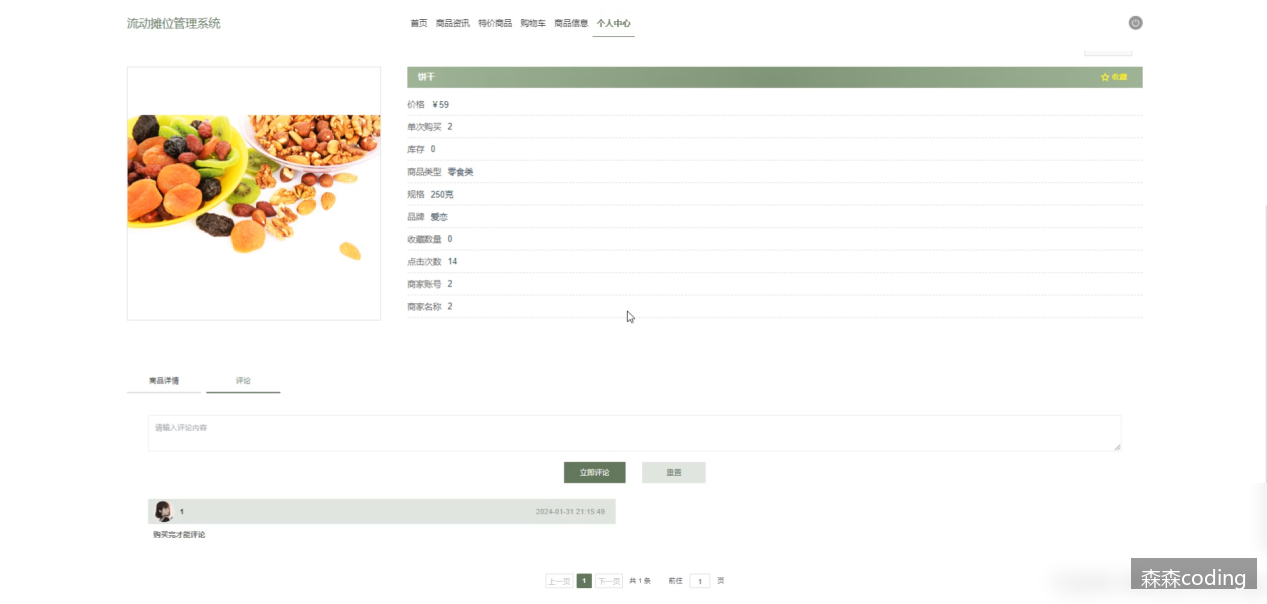 流动摊位管理系统
首页 商品资讯 特价商品 购物车 商品信息 个人中心
饼干 ☆ 收藏
价格 ¥59
单次购买 2
库存 0
商品类型 零食类
规格 250克
品牌 爱恋
收藏数量 0
点击次数 14
商家账号 2
商家名称 2
商品详情 评论
请输入评论内容
立即评论 重置
1 2024-01-31 21:15:49
购买完才能评论
上一页 1 下一页 共 1 条 前往 1 页
森森coding